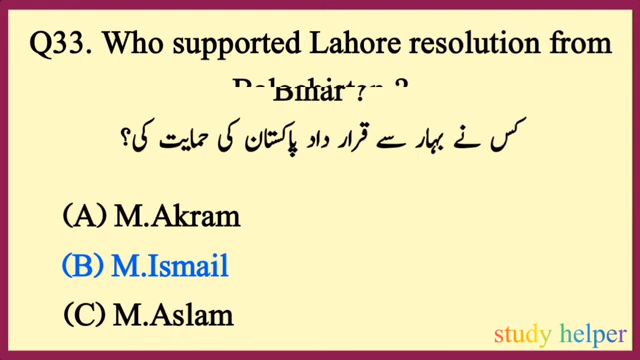 Q33. Who supported Lahore resolution from
Bihar ?
کس نے بہار سے قرار داد پاکستان کی حمایت کی؟
(A) M.Akram
(B) M.Ismail
(C) M.Aslam
study helper